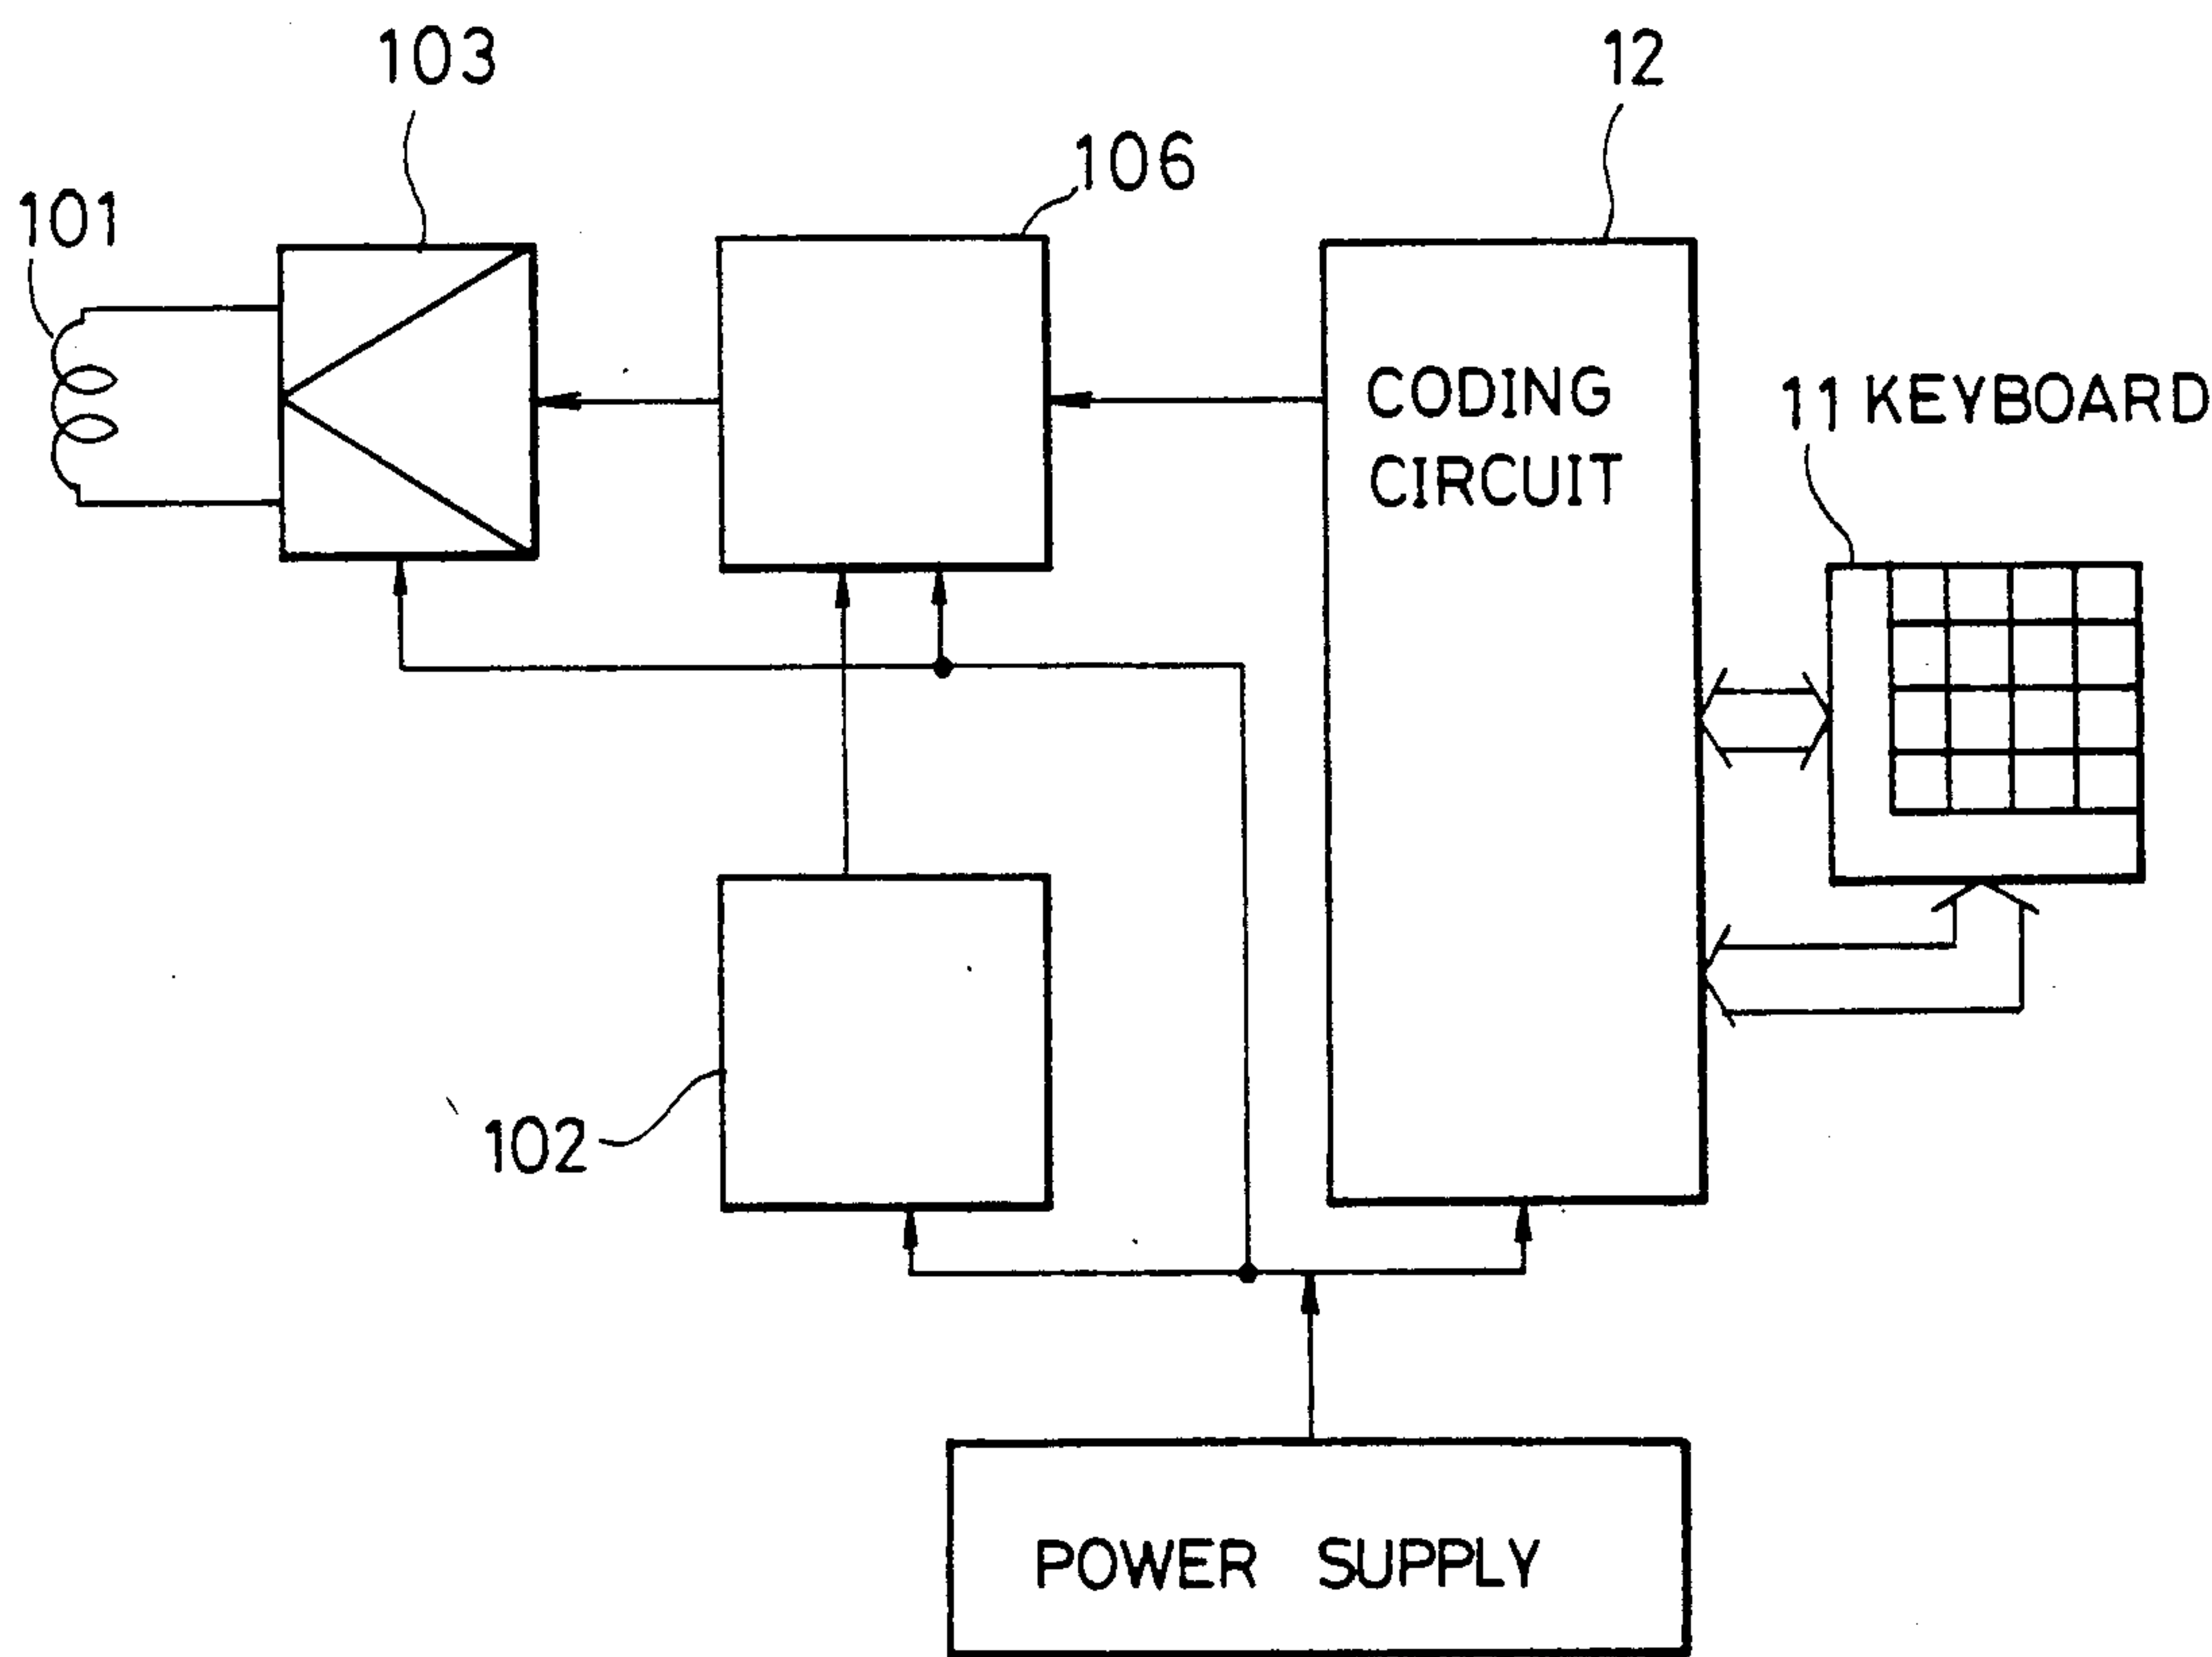 103
12
106
101
CODING
CIRCUIT
11 KEYBOARD
102
POWER SUPPLY